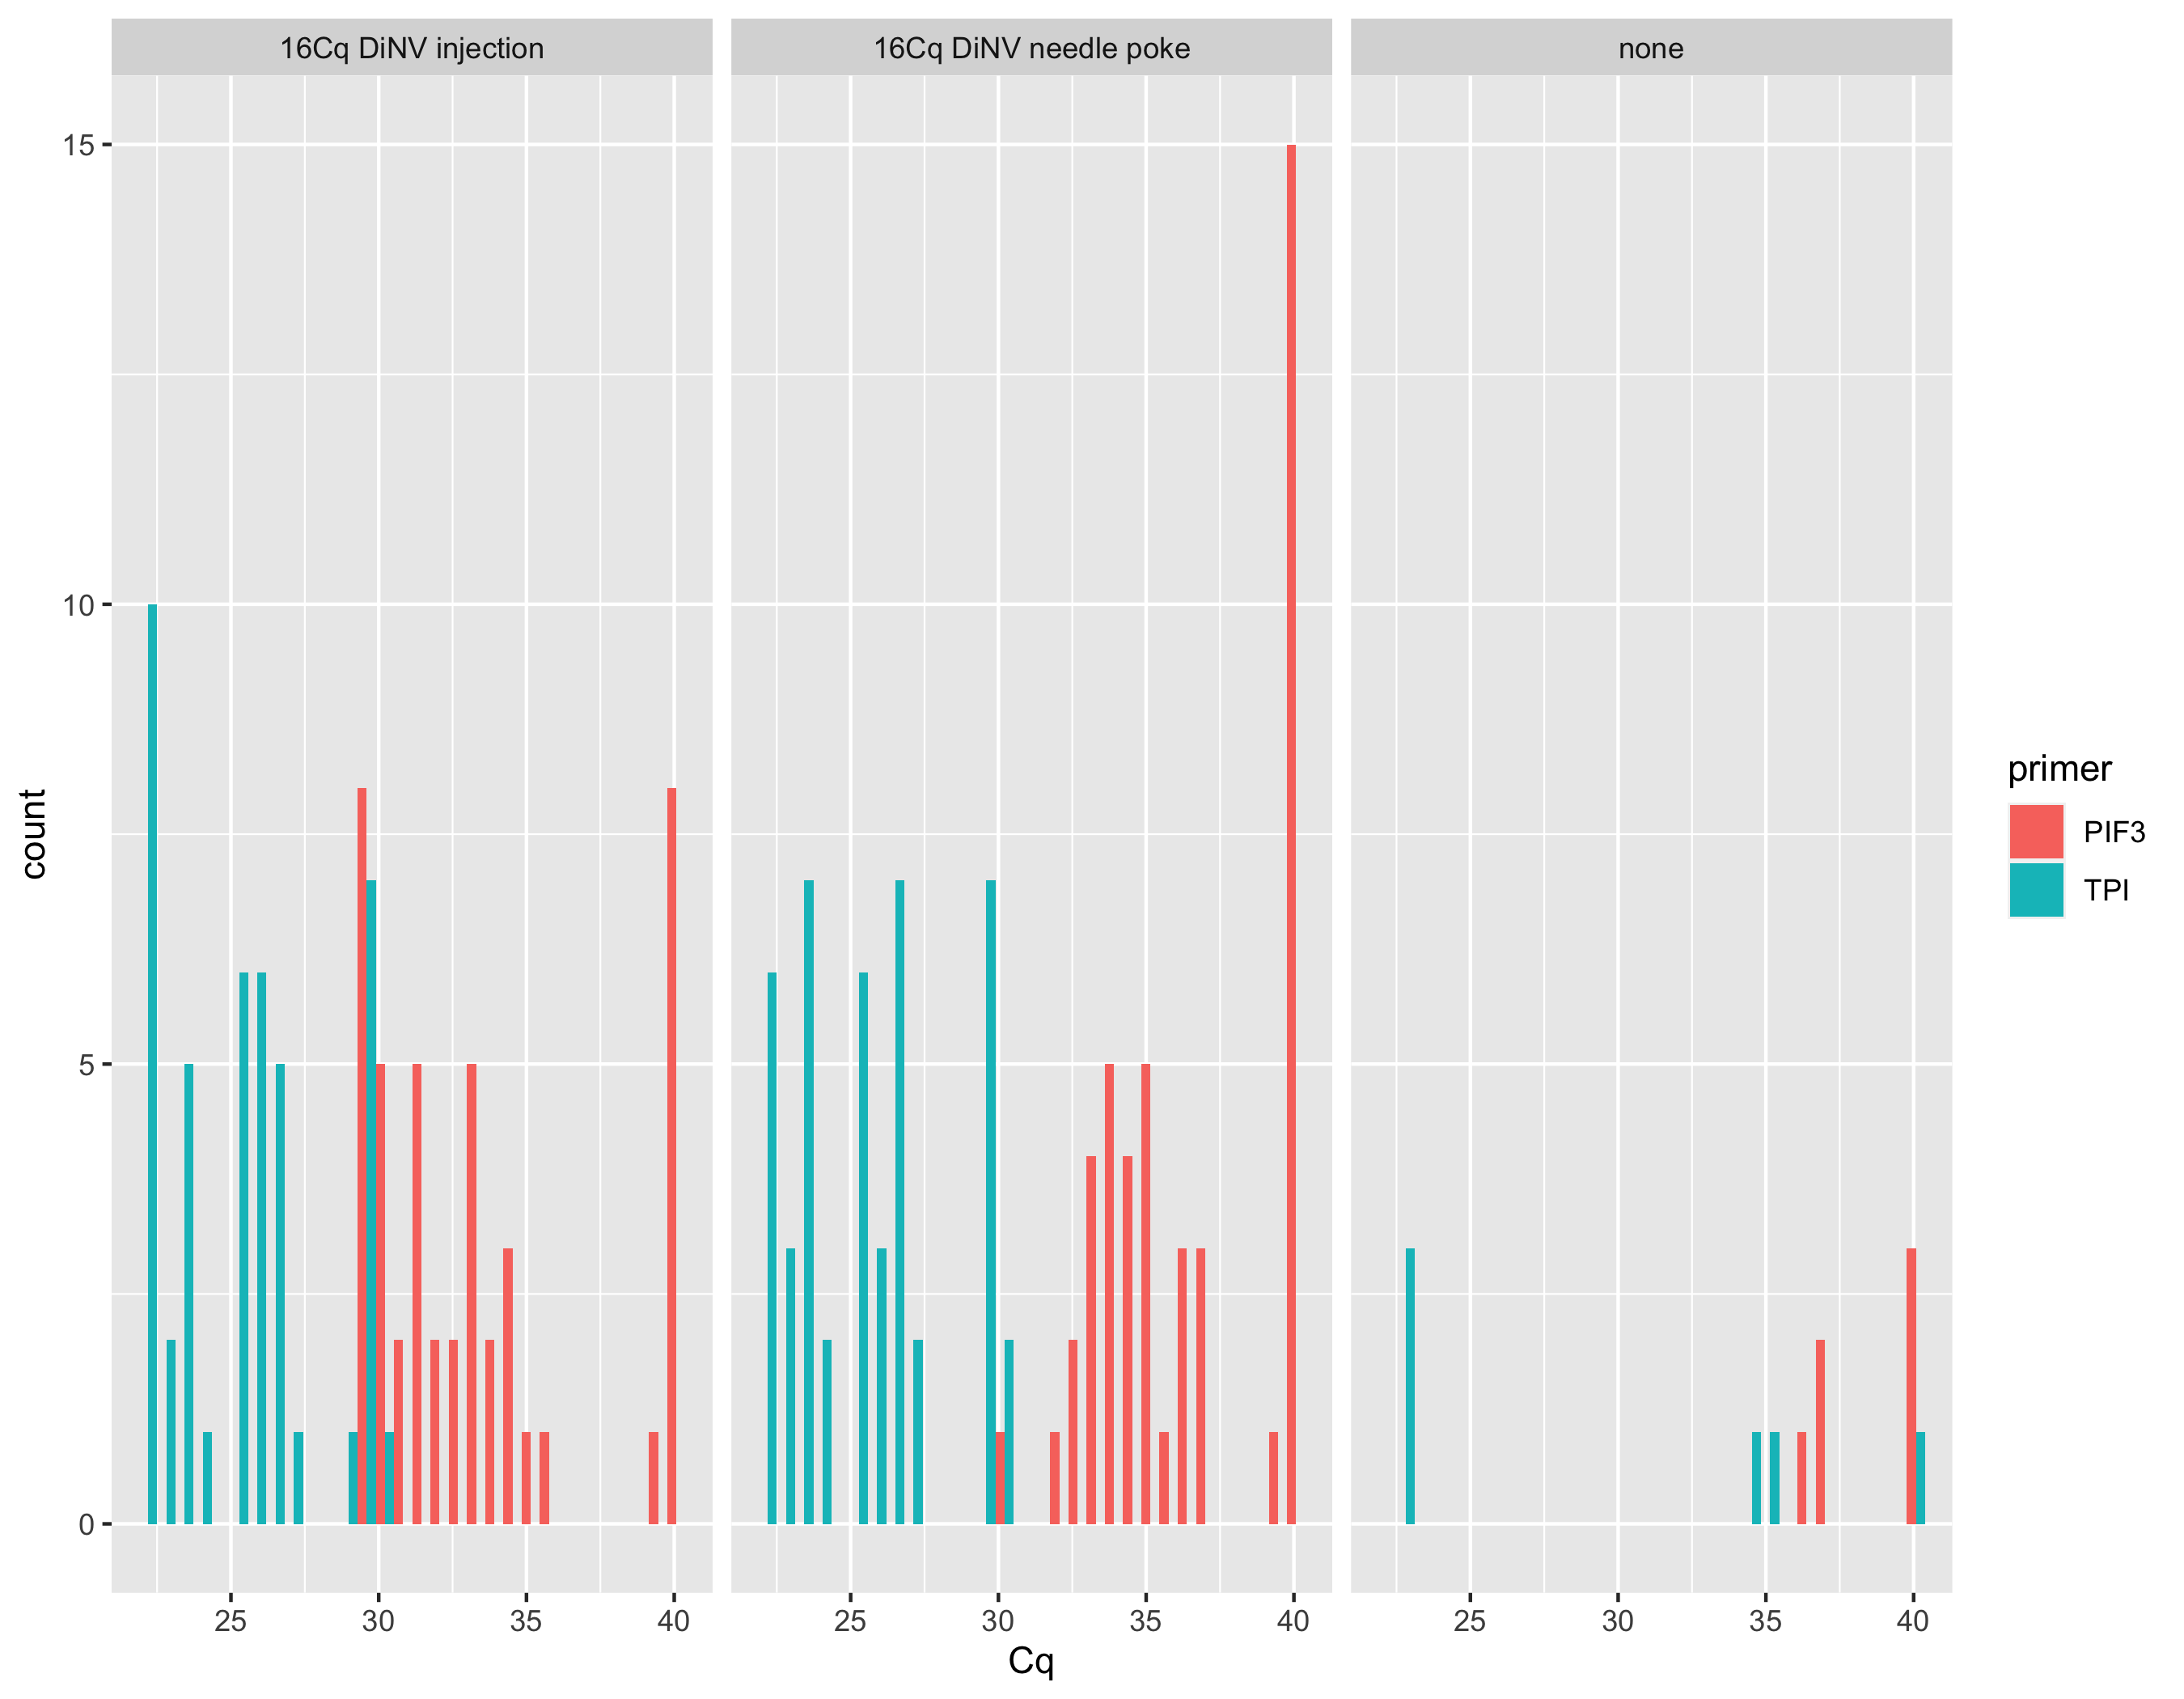 16Cq DiNV injection 16Cq DiNV needle poke none
15
10
5
0
count
25 30 35 40 25 30 35 40 25 30 35 40
Cq
primer
PIF3
TPI